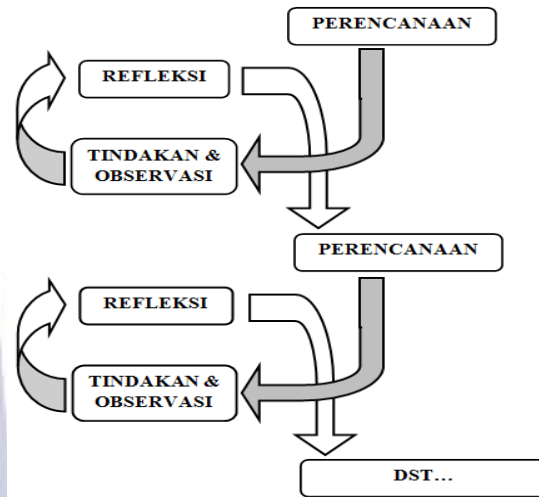 PERENCANAAN
REFLEKSI
TINDAKAN &
OBSERVASI
PERENCANAAN
REFLEKSI
TINDAKAN &
OBSERVASI
DST...